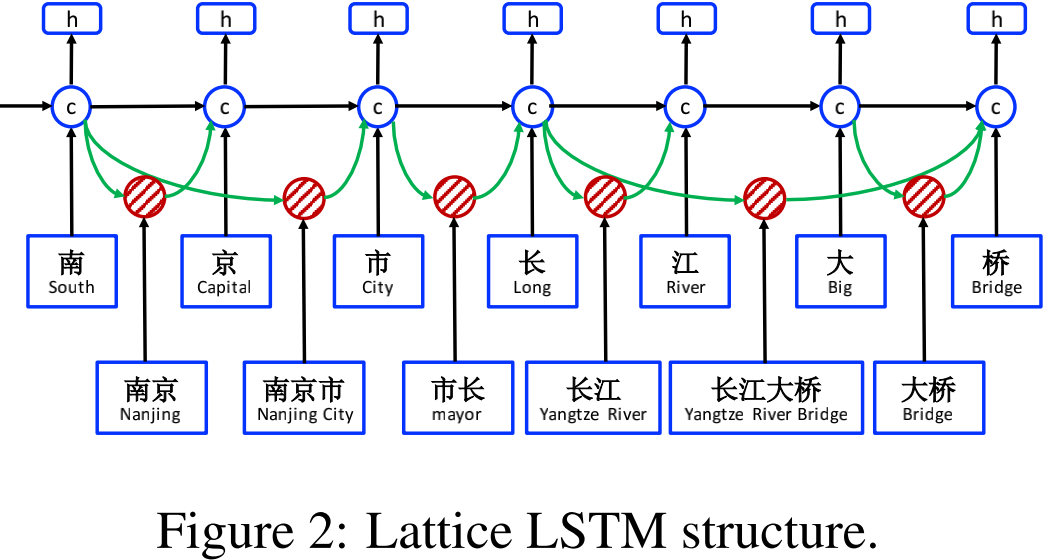 h h h h h h h
c c c c c c c
南 京 市 长 江 大 桥
South Capital City Long River Big Bridge
南京 南京市 市长 长江 长江大桥 大桥
Nanjing Nanjing City mayor Yangtze River Yangtze River Bridge Bridge
Figure 2: Lattice LSTM structure.